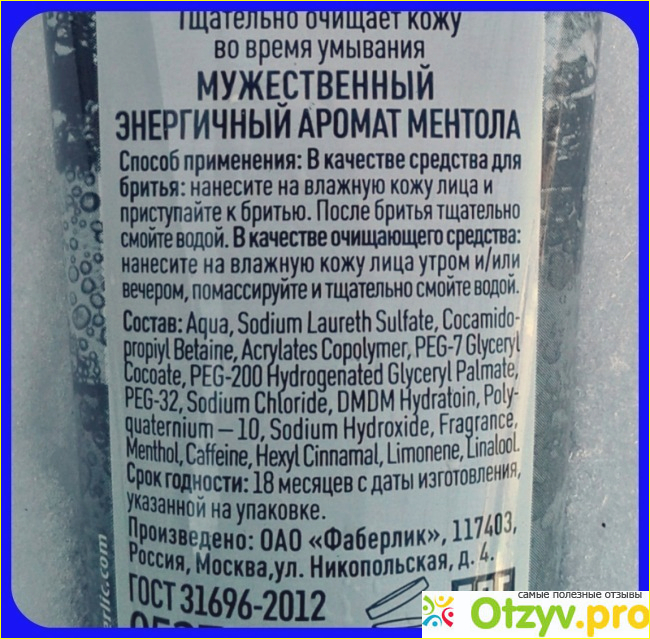 Тщательно очищает кожу
во время умывания
МУЖЕСТВЕННЫЙ
ЭНЕРГИЧНЫЙ АРОМАТ МЕНТОЛА
Способ применения: В качестве средства для
бритья: нанесите на влажную кожу лица и
приступайте к бритью. После бритья тщательно
смойте водой. В качестве очищающего средства:
нанесите на влажную кожу лица утром и/или
вечером, помассируйте и тщательно смойте водой.
Состав: Aqua, Sodium Laureth Sulfate, Cocamido-
propiyl Betaine, Acrylates Copolymer, PEG-7 Glyceryl
Cocoate, PEG-200 Hydrogenated Glyceryl Palmate,
PEG-32, Sodium Chloride, DMDM Hydratoin, Poly-
quaternium – 10, Sodium Hydroxide, Fragrance,
Menthol, Caffeine, Hexyl Cinnamal, Limonene, Linalool.
Срок годности: 18 месяцев с даты изготовления,
указанной на упаковке.
Произведено: ОАО «Фаберлик», 117403,
Россия, Москва,ул. Никопольская, д. 4.
ГОСТ 31696-2012
erlic.com
самые полезные отзывы
Otzyv.pro